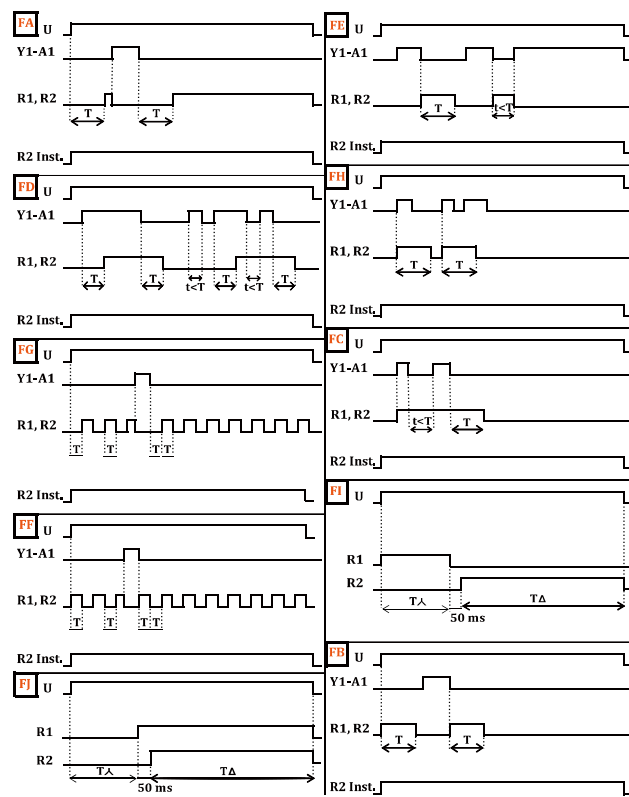 FA U
Y1-A1
R1, R2
T T
R2 Inst.
FD U
Y1-A1
R1, R2
T T t<T T t<T T
R2 Inst.
FG U
Y1-A1
R1, R2
T T T T
R2 Inst.
FF U
Y1-A1
R1, R2
T T T T
R2 Inst.
FJ U
R1
R2
T⅄ TΔ
50 ms
FE U
Y1-A1
R1, R2
T t<T
R2 Inst.
FH U
Y1-A1
R1, R2
T T
R2 Inst.
FC U
Y1-A1
R1, R2
t<T T
R2 Inst.
FI U
R1
R2
T⅄ TΔ
50 ms
FB U
Y1-A1
R1, R2
T T
R2 Inst.